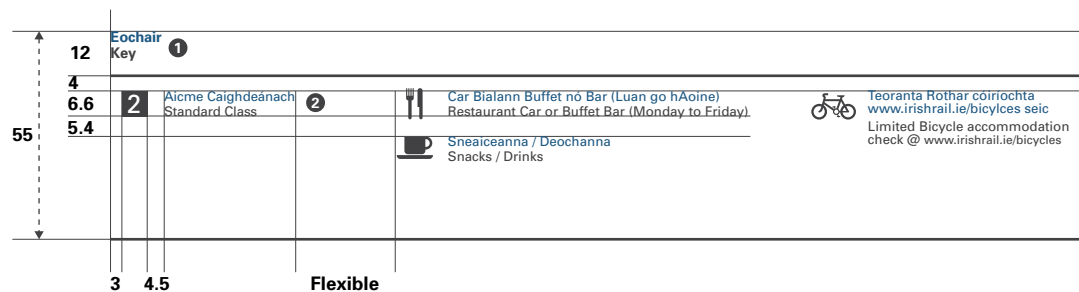 Eochair
Key
1
12
4
6.6
5.4
55
2
Aicme Caighdeánach
Standard Class
2
Car Bialann Buffet nó Bar (Luan go hAoine)
Restaurant Car or Buffet Bar (Monday to Friday)
Sneaiceanna / Deochanna
Snacks / Drinks
Teoranta Rothar cóiríochta
www.irishrail.ie/bicylces seic
Limited Bicycle accommodation
check @ www.irishrail.ie/bicycles
3
4.5
Flexible